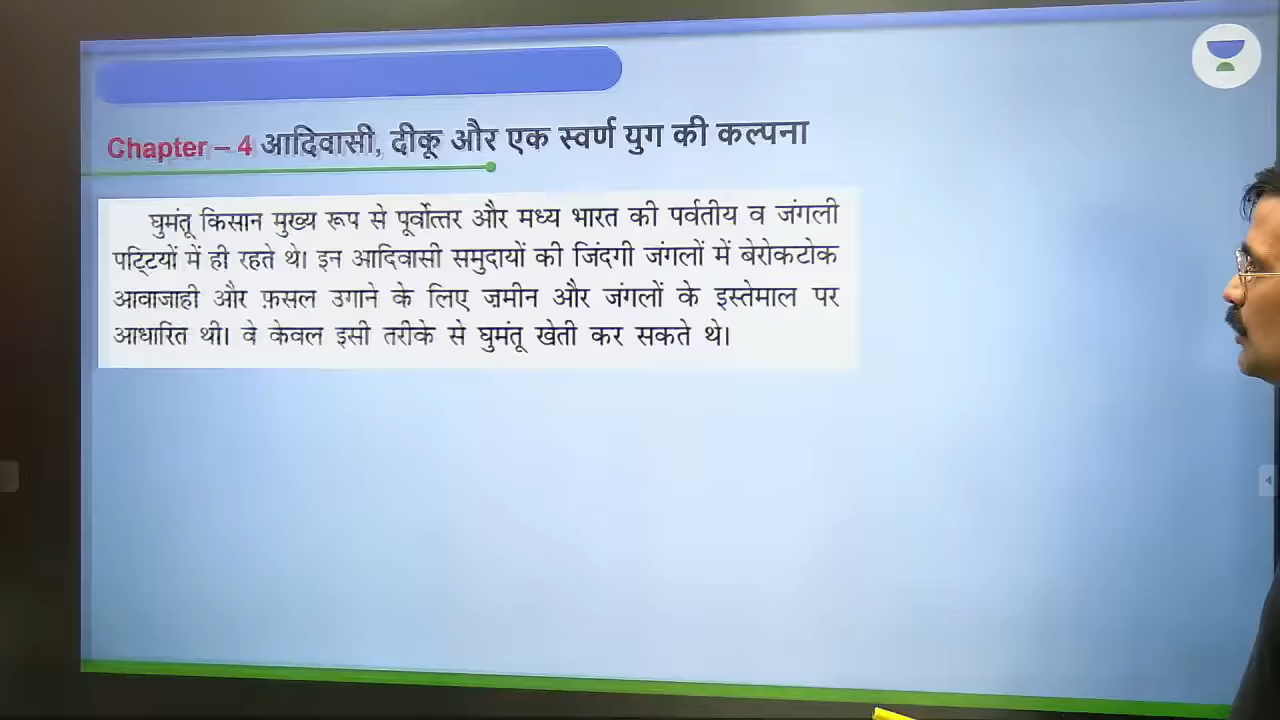 Chapter – 4 आदिवासी, दीकू और एक स्वर्ण युग की कल्पना
घुमंतू किसान मुख्य रूप से पूर्वोत्तर और मध्य भारत की पर्वतीय व जंगली
पट्टियों में ही रहते थे। इन आदिवासी समुदायों की जिंदगी जंगलों में बेरोकटोक
आवाजाही और फ़सल उगाने के लिए ज़मीन और जंगलों के इस्तेमाल पर
आधारित थी। वे केवल इसी तरीके से घुमंतू खेती कर सकते थे।